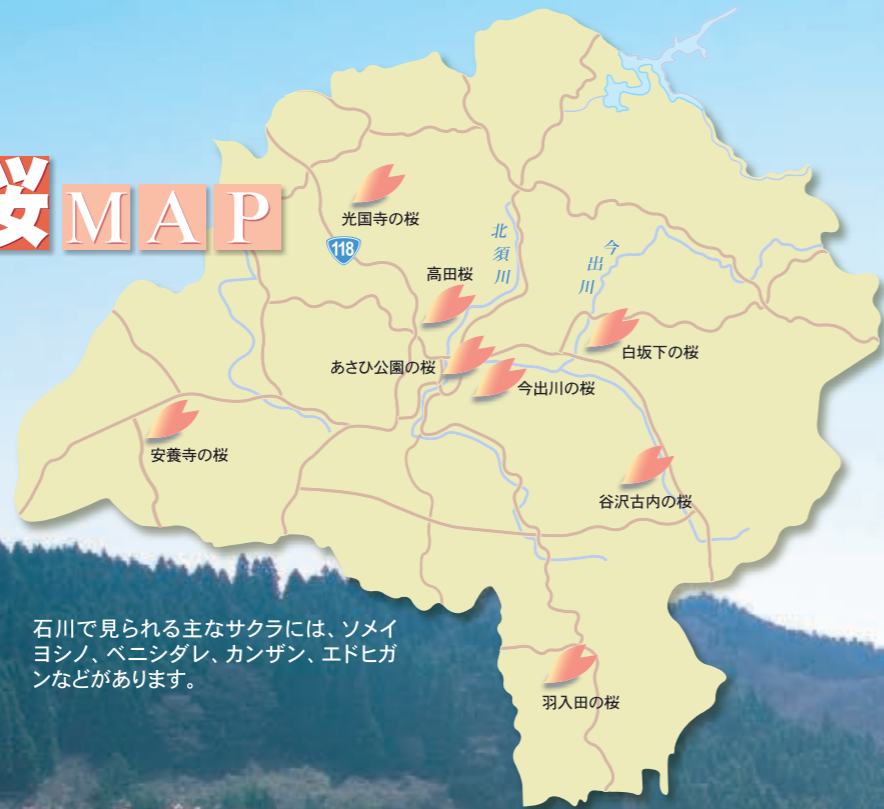 桜MAP
光国寺の桜
118
北須川
今出川
高田桜
白坂下の桜
あさひ公園の桜
今出川の桜
安養寺の桜
谷沢古内の桜
石川で見られる主なサクラには、ソメイ
ヨシノ、ベニシダレ、カンザン、エドヒガ
ンなどがあります。
羽入田の桜